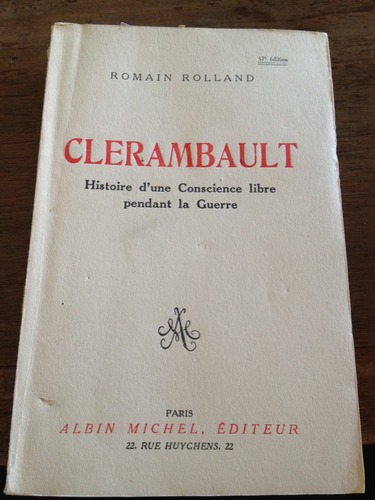 57e édition
ROMAIN ROLLAND
CLERAMBAULT
Histoire d'une Conscience libre
pendant la Guerre
PARIS
ALBIN MICHEL, ÉDITEUR
22, RUE HUYGHENS, 22